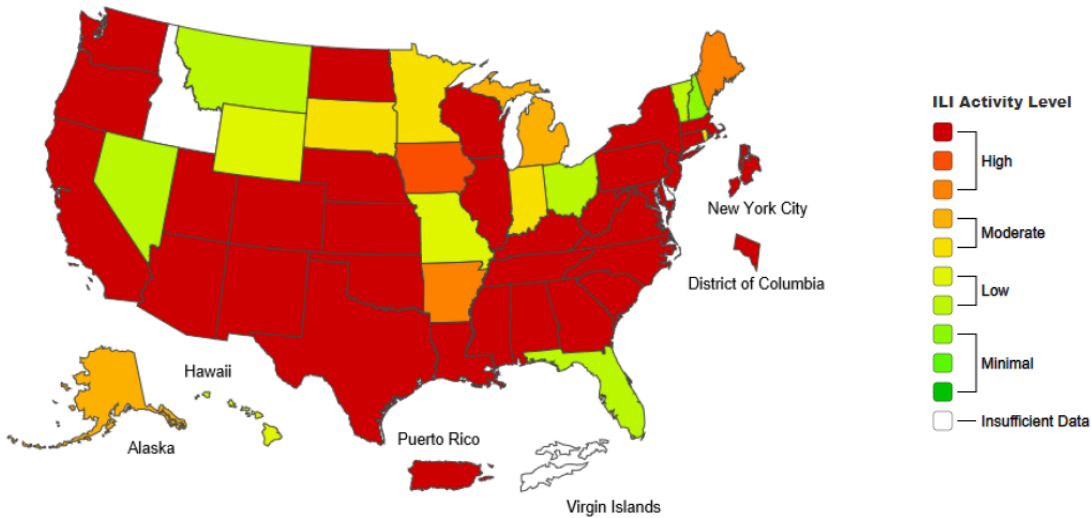 ILI Activity Level
High
Moderate
Low
Minimal
Insufficient Data
New York City
District of Columbia
Hawaii
Alaska
Puerto Rico
Virgin Islands